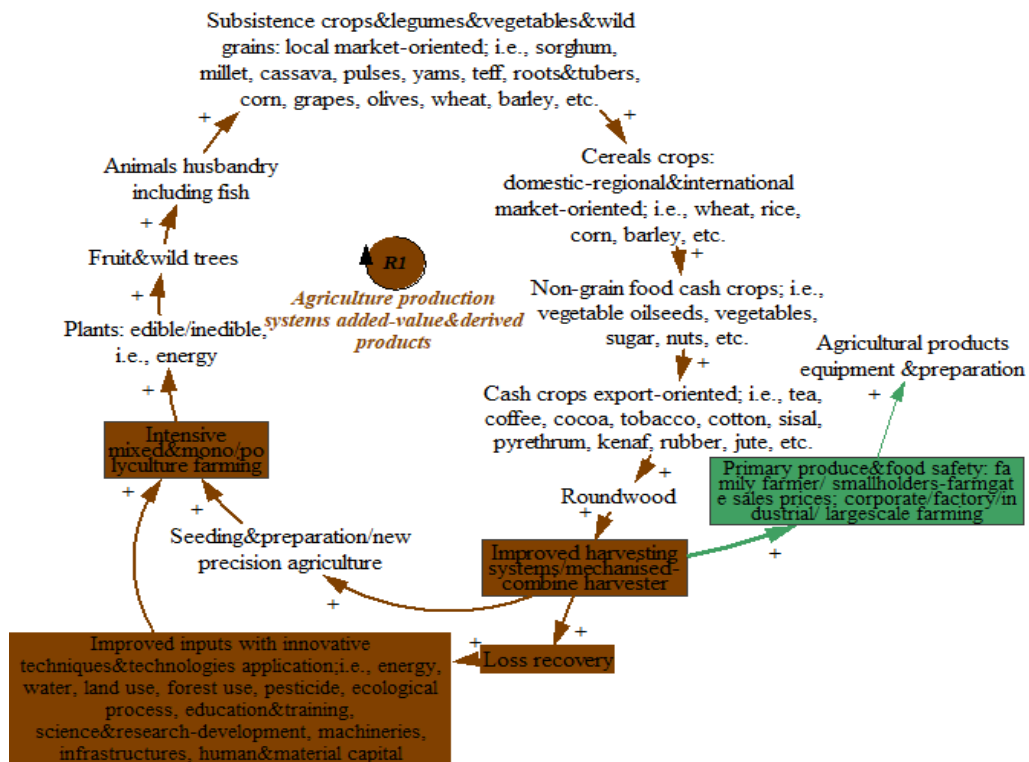 Subsistence crops&legumes&vegetables&wild
grains: local market-oriented; i.e., sorghum,
millet, cassava, pulses, yams, teff, roots&tubers,
corn, grapes, olives, wheat, barley, etc.
+
+
Animals husbandry
including fish
+
Fruit&wild trees
+
Plants: edible/inedible,
i.e., energy
+
Intensive
mixed&mono/po
lyculture farming
+
+
Seeding&preparation/new
precision agriculture
+
R1
Agriculture production
systems added-value&derived
products
Cereals crops:
domestic-regional&international
market-oriented; i.e., wheat, rice,
corn, barley, etc.
+
Non-grain food cash crops; i.e.,
vegetable oilseeds, vegetables,
sugar, nuts, etc.
+
Cash crops export-oriented; i.e., tea,
coffee, cocoa, tobacco, cotton, sisal,
pyrethrum, kenaf, rubber, jute, etc.
+
Roundwood
+
Improved harvesting
systems/mechanised-
combine harvester
+
Loss recovery
+
Improved inputs with innovative
techniques&technologies application;i.e., energy,
water, land use, forest use, pesticide, ecological
process, education&training,
science&research-development, machineries,
infrastructures, human&material capital
Agricultural products
equipment &preparation
+
Primary produce&food safety: fa
mily farmer/ smallholders-farmgat
e sales prices; corporate/factory/in
dustrial/ largescale farming
+